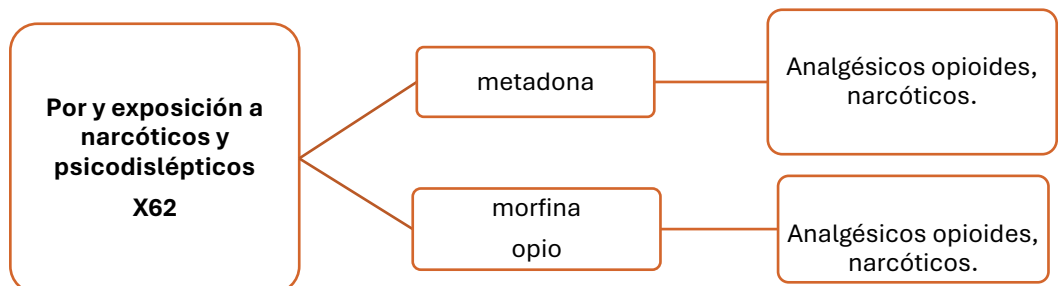 Por y exposición a
narcóticos y
psicodislépticos
X62
metadona
Analgésicos opioides,
narcóticos.
morfina
opio
Analgésicos opioides,
narcóticos.